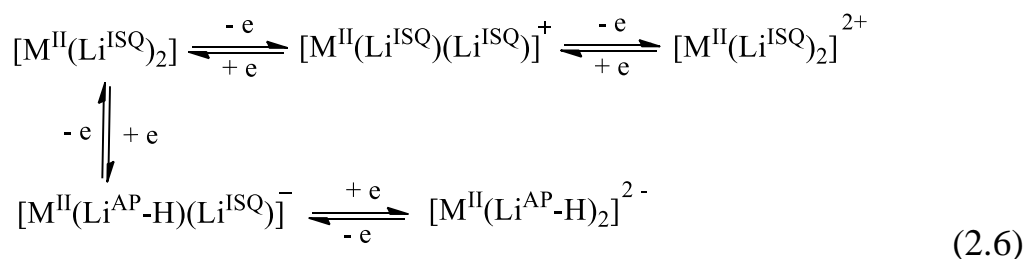 - e - e
[M^II(Li^ISQ)_2] [M^II(Li^ISQ)(Li^ISQ)]^+ [M^II(Li^ISQ)_2]^2+
+ e + e
- e + e
+ e
[M^II(Li^AP-H)(Li^ISQ)]^− [M^II(Li^AP-H)_2]^2 -
- e
(2.6)